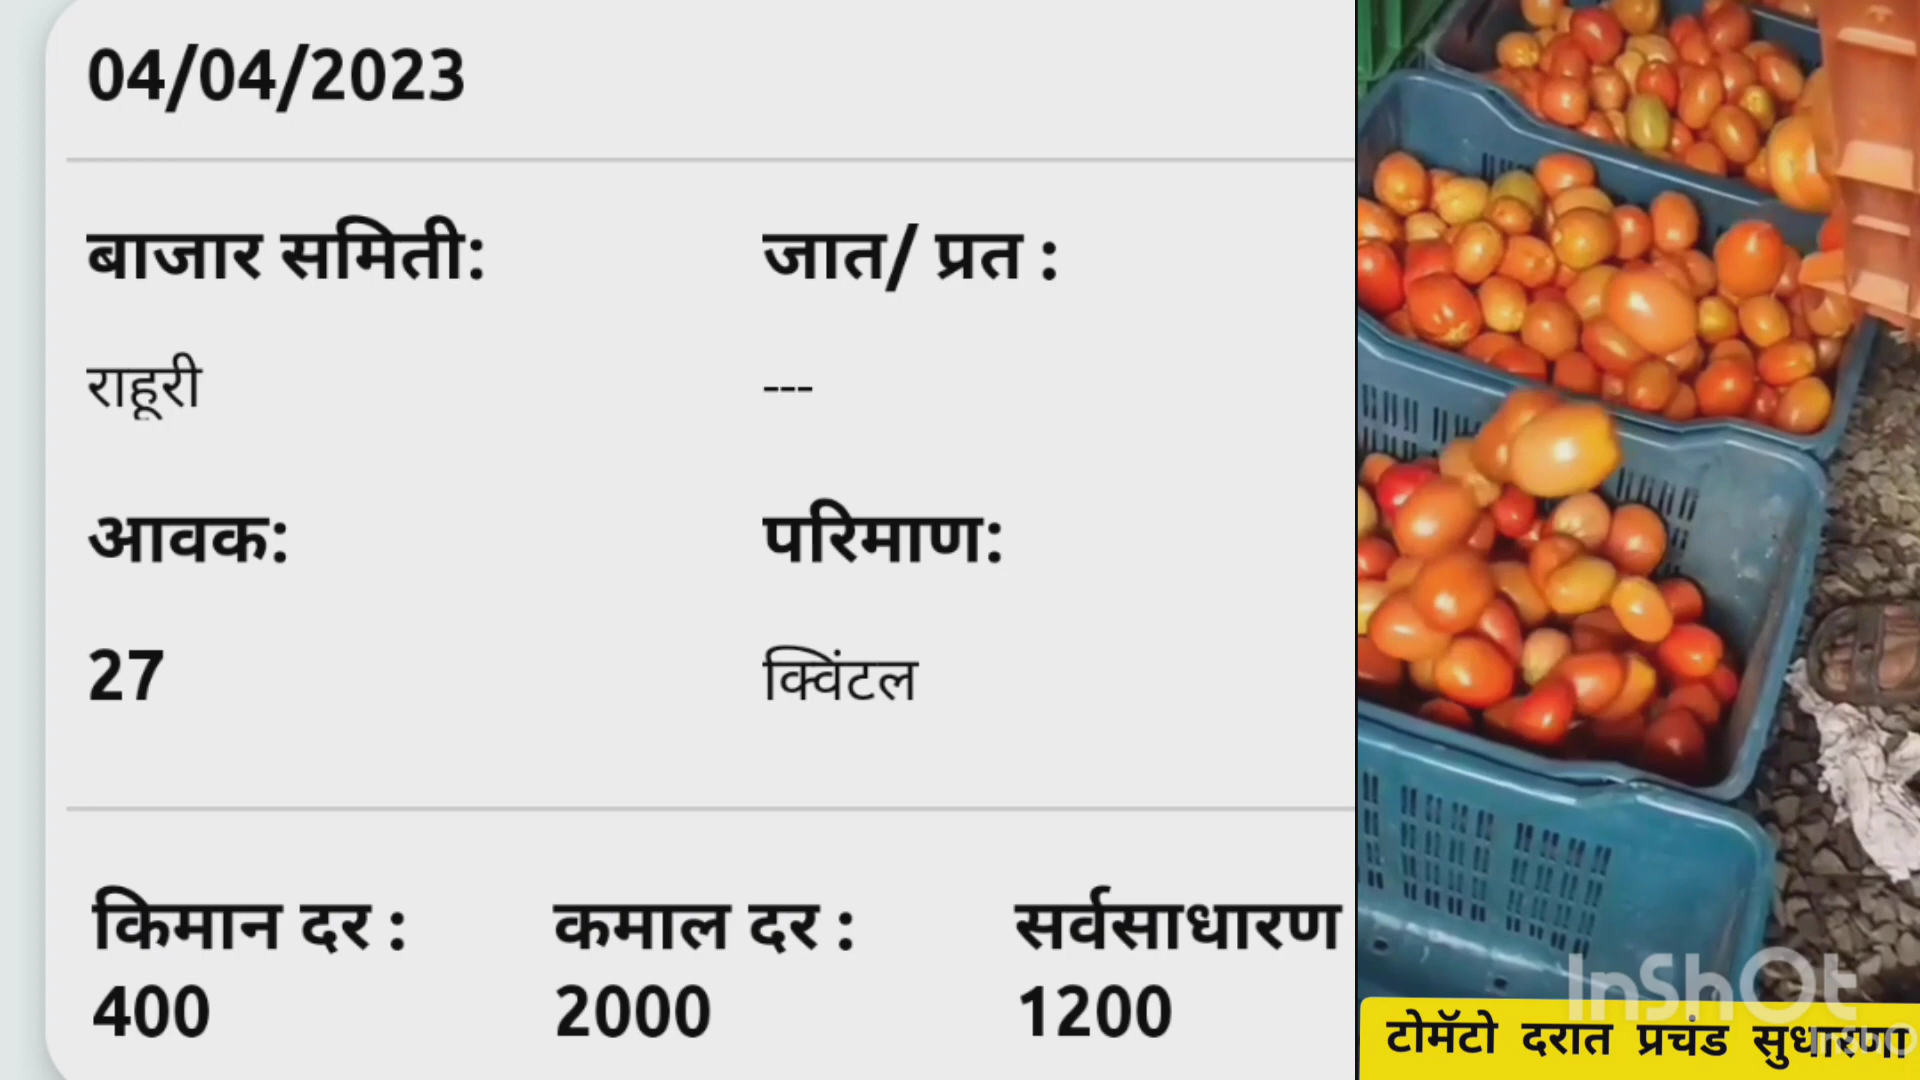 04/04/2023
बाजार समिती:
जात/ प्रत :
राहूरी
---
आवक:
परिमाण:
27
क्विंटल
किमान दर :
कमाल दर :
सर्वसाधारण
400
2000
1200
InShOt
टोमॅटो दरात प्रचंड सुधारणा